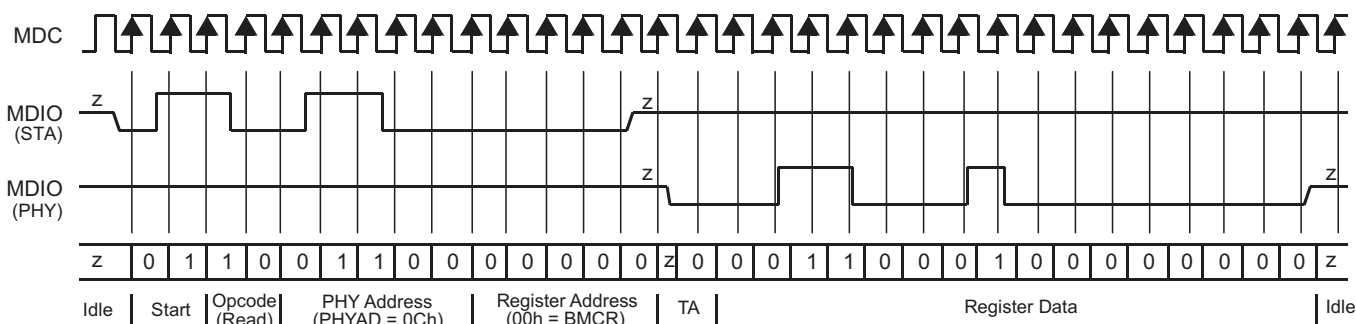 MDC
z z
MDIO
(STA)
z z
MDIO
(PHY)
z 0 1 1 0 0 1 1 0 0 0 0 0 0 0 z 0 0 0 1 1 0 0 0 1 0 0 0 0 0 0 0 0 z
Idle Start Opcode (Read) PHY Address (PHYAD = 0Ch) Register Address (00h = BMCR) TA Register Data Idle